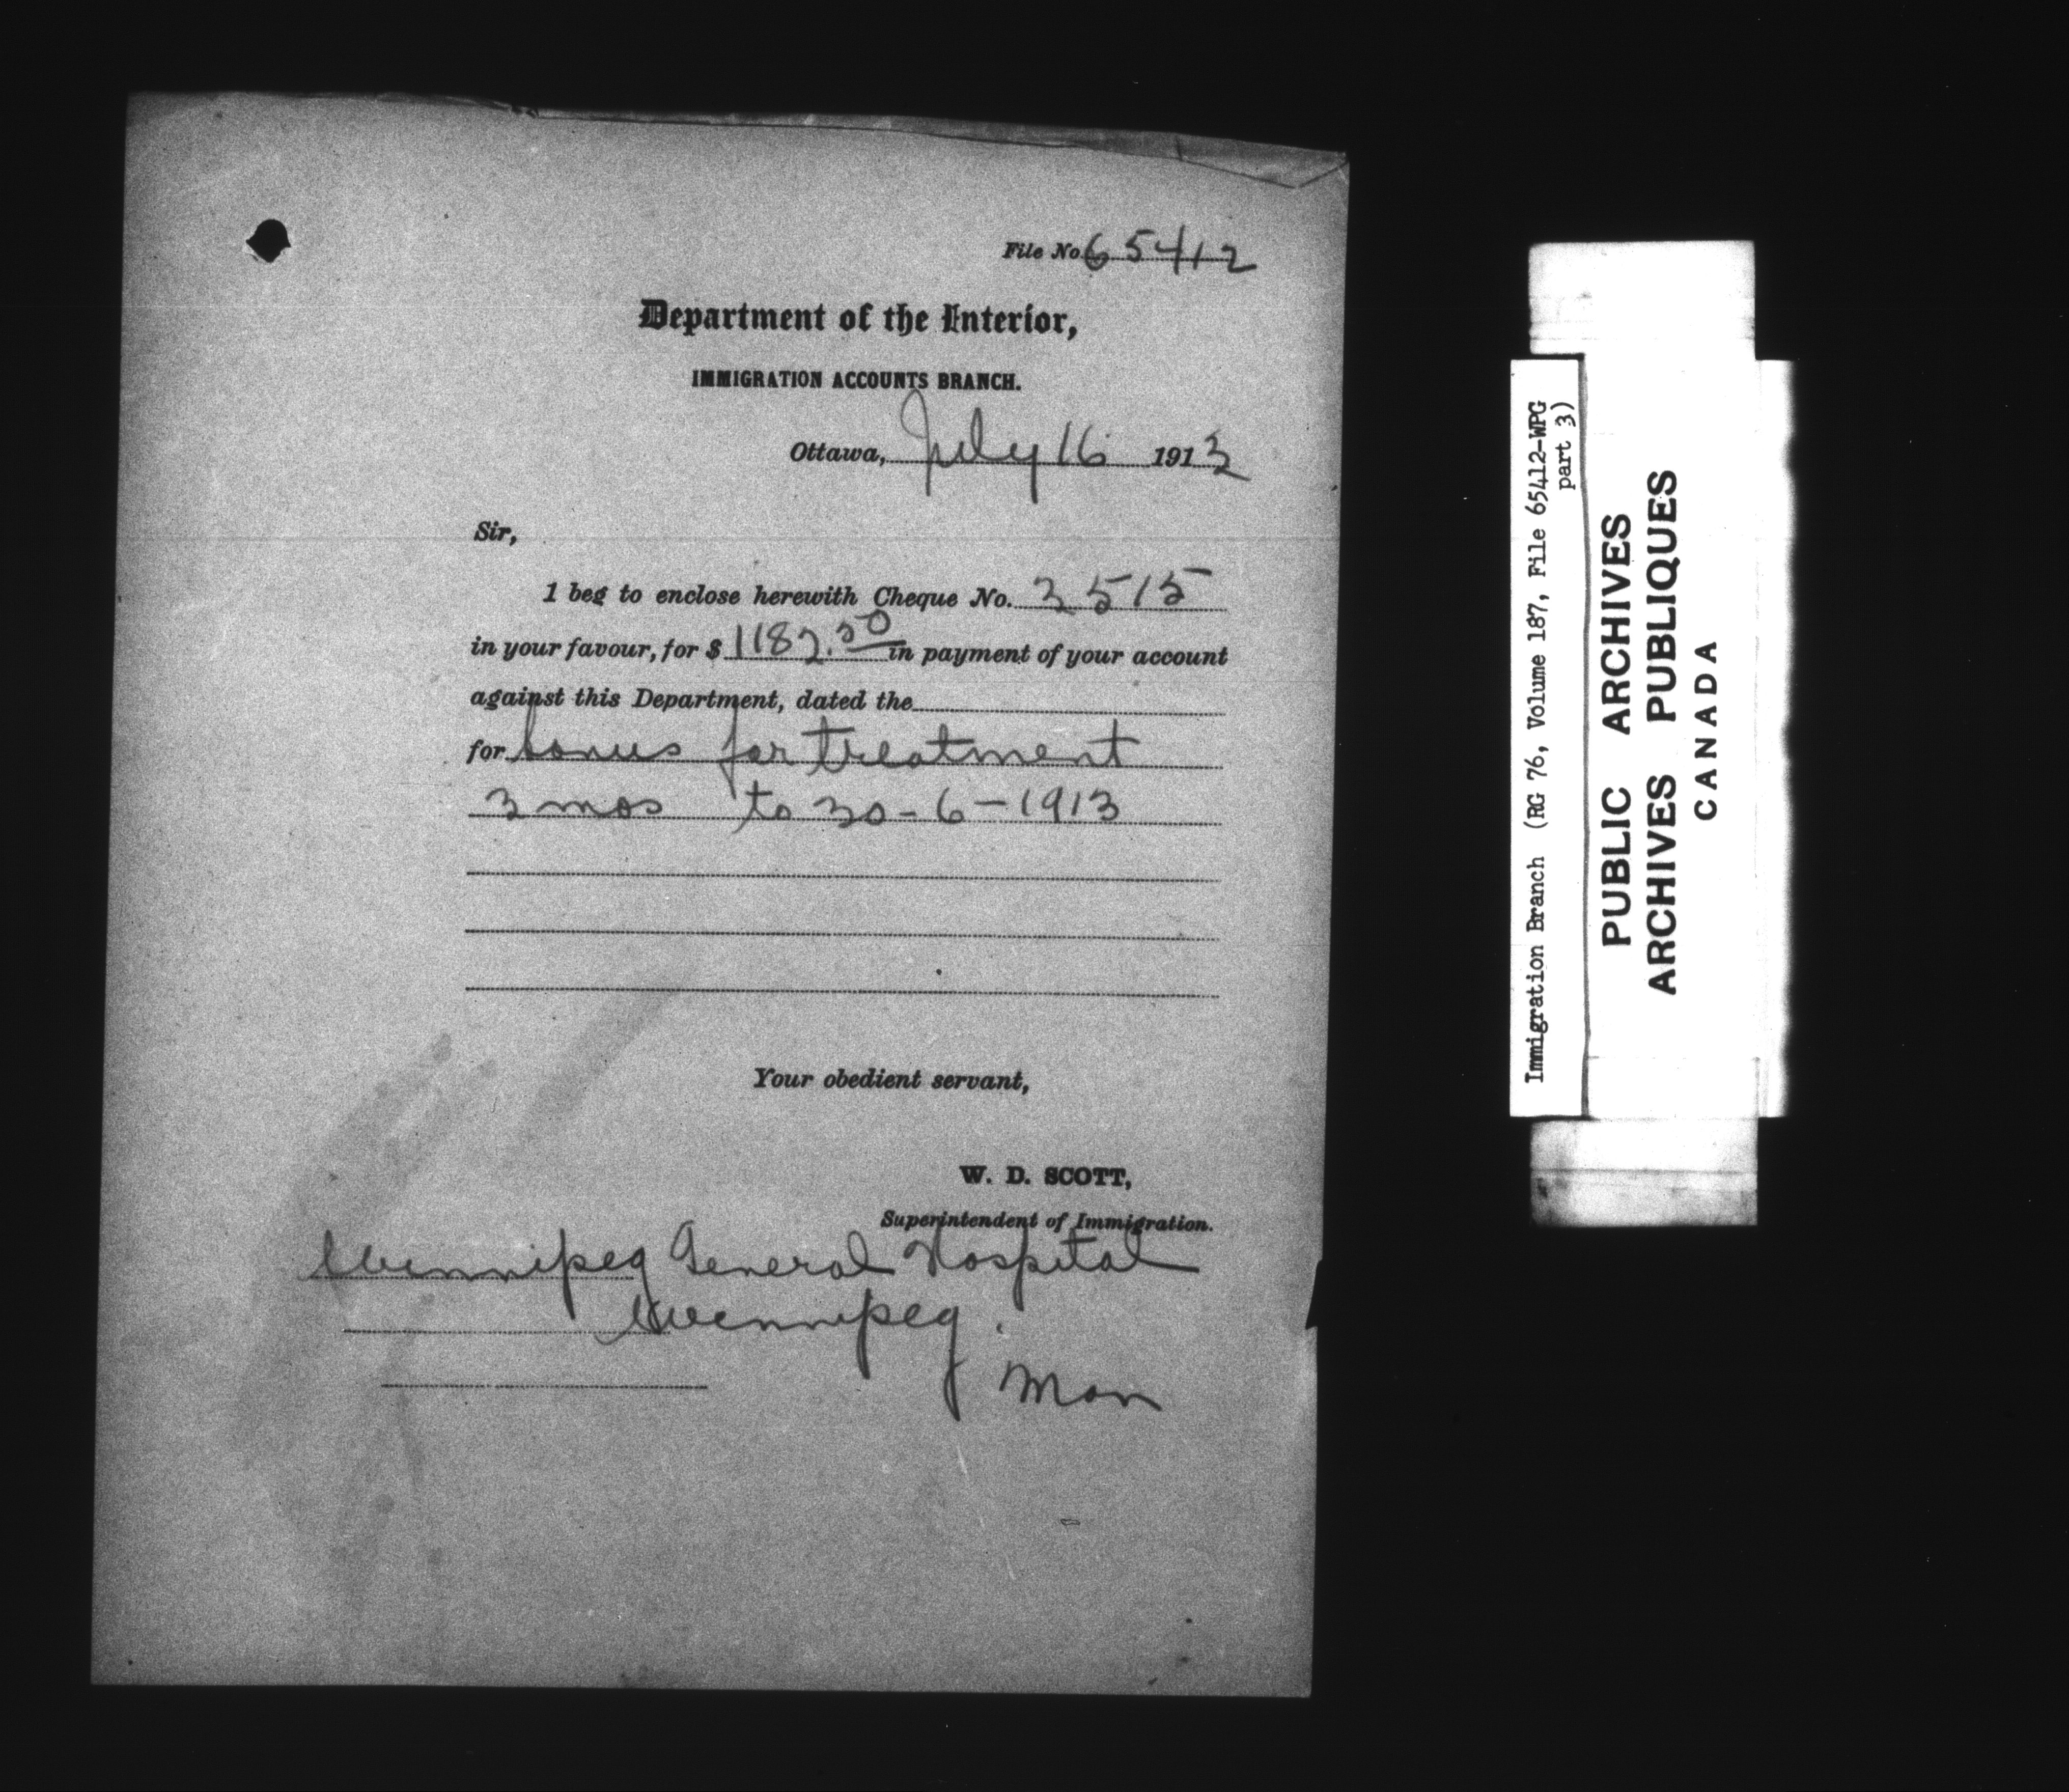 File No. 65412
Department of the Interior,
IMMIGRATION ACCOUNTS BRANCH.
Ottawa, July 16 1913
Sir,
I beg to enclose herewith Cheque No. 3515
in your favour, for $ 1182.50 in payment of your account
against this Department, dated the
for bonus for treatment
3 mos to 30-6-1913
Your obedient servant,
W. D. SCOTT,
Superintendent of Immigration.
Winnipeg General Hospital
Winnipeg.
Man
Immigration Branch (RG 76, Volume 187, File 65412-WPG
part 3)
PUBLIC ARCHIVES
ARCHIVES PUBLIQUES
CANADA